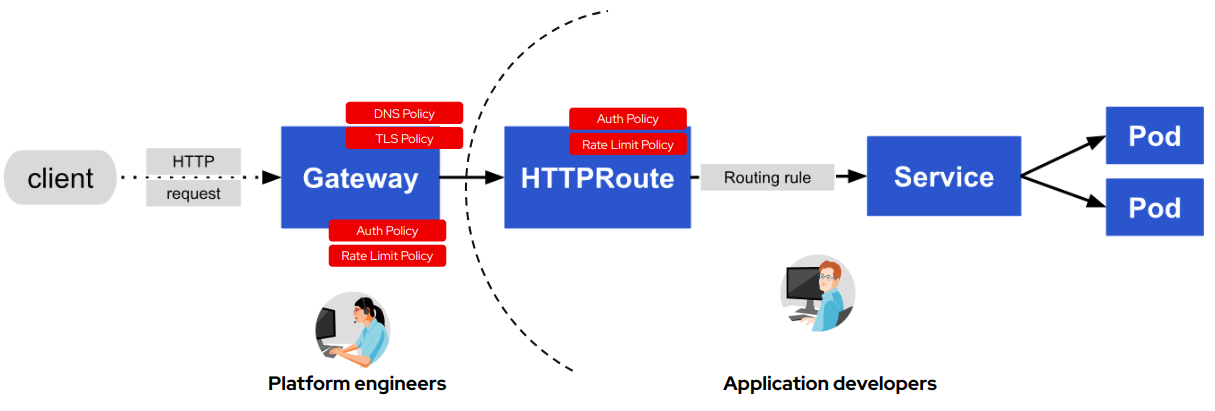 client
HTTP
request
DNS Policy
TLS Policy
Gateway
Auth Policy
Rate Limit Policy
Auth Policy
Rate Limit Policy
HTTPRoute
Routing rule
Service
Pod
Pod
Platform engineers
Application developers